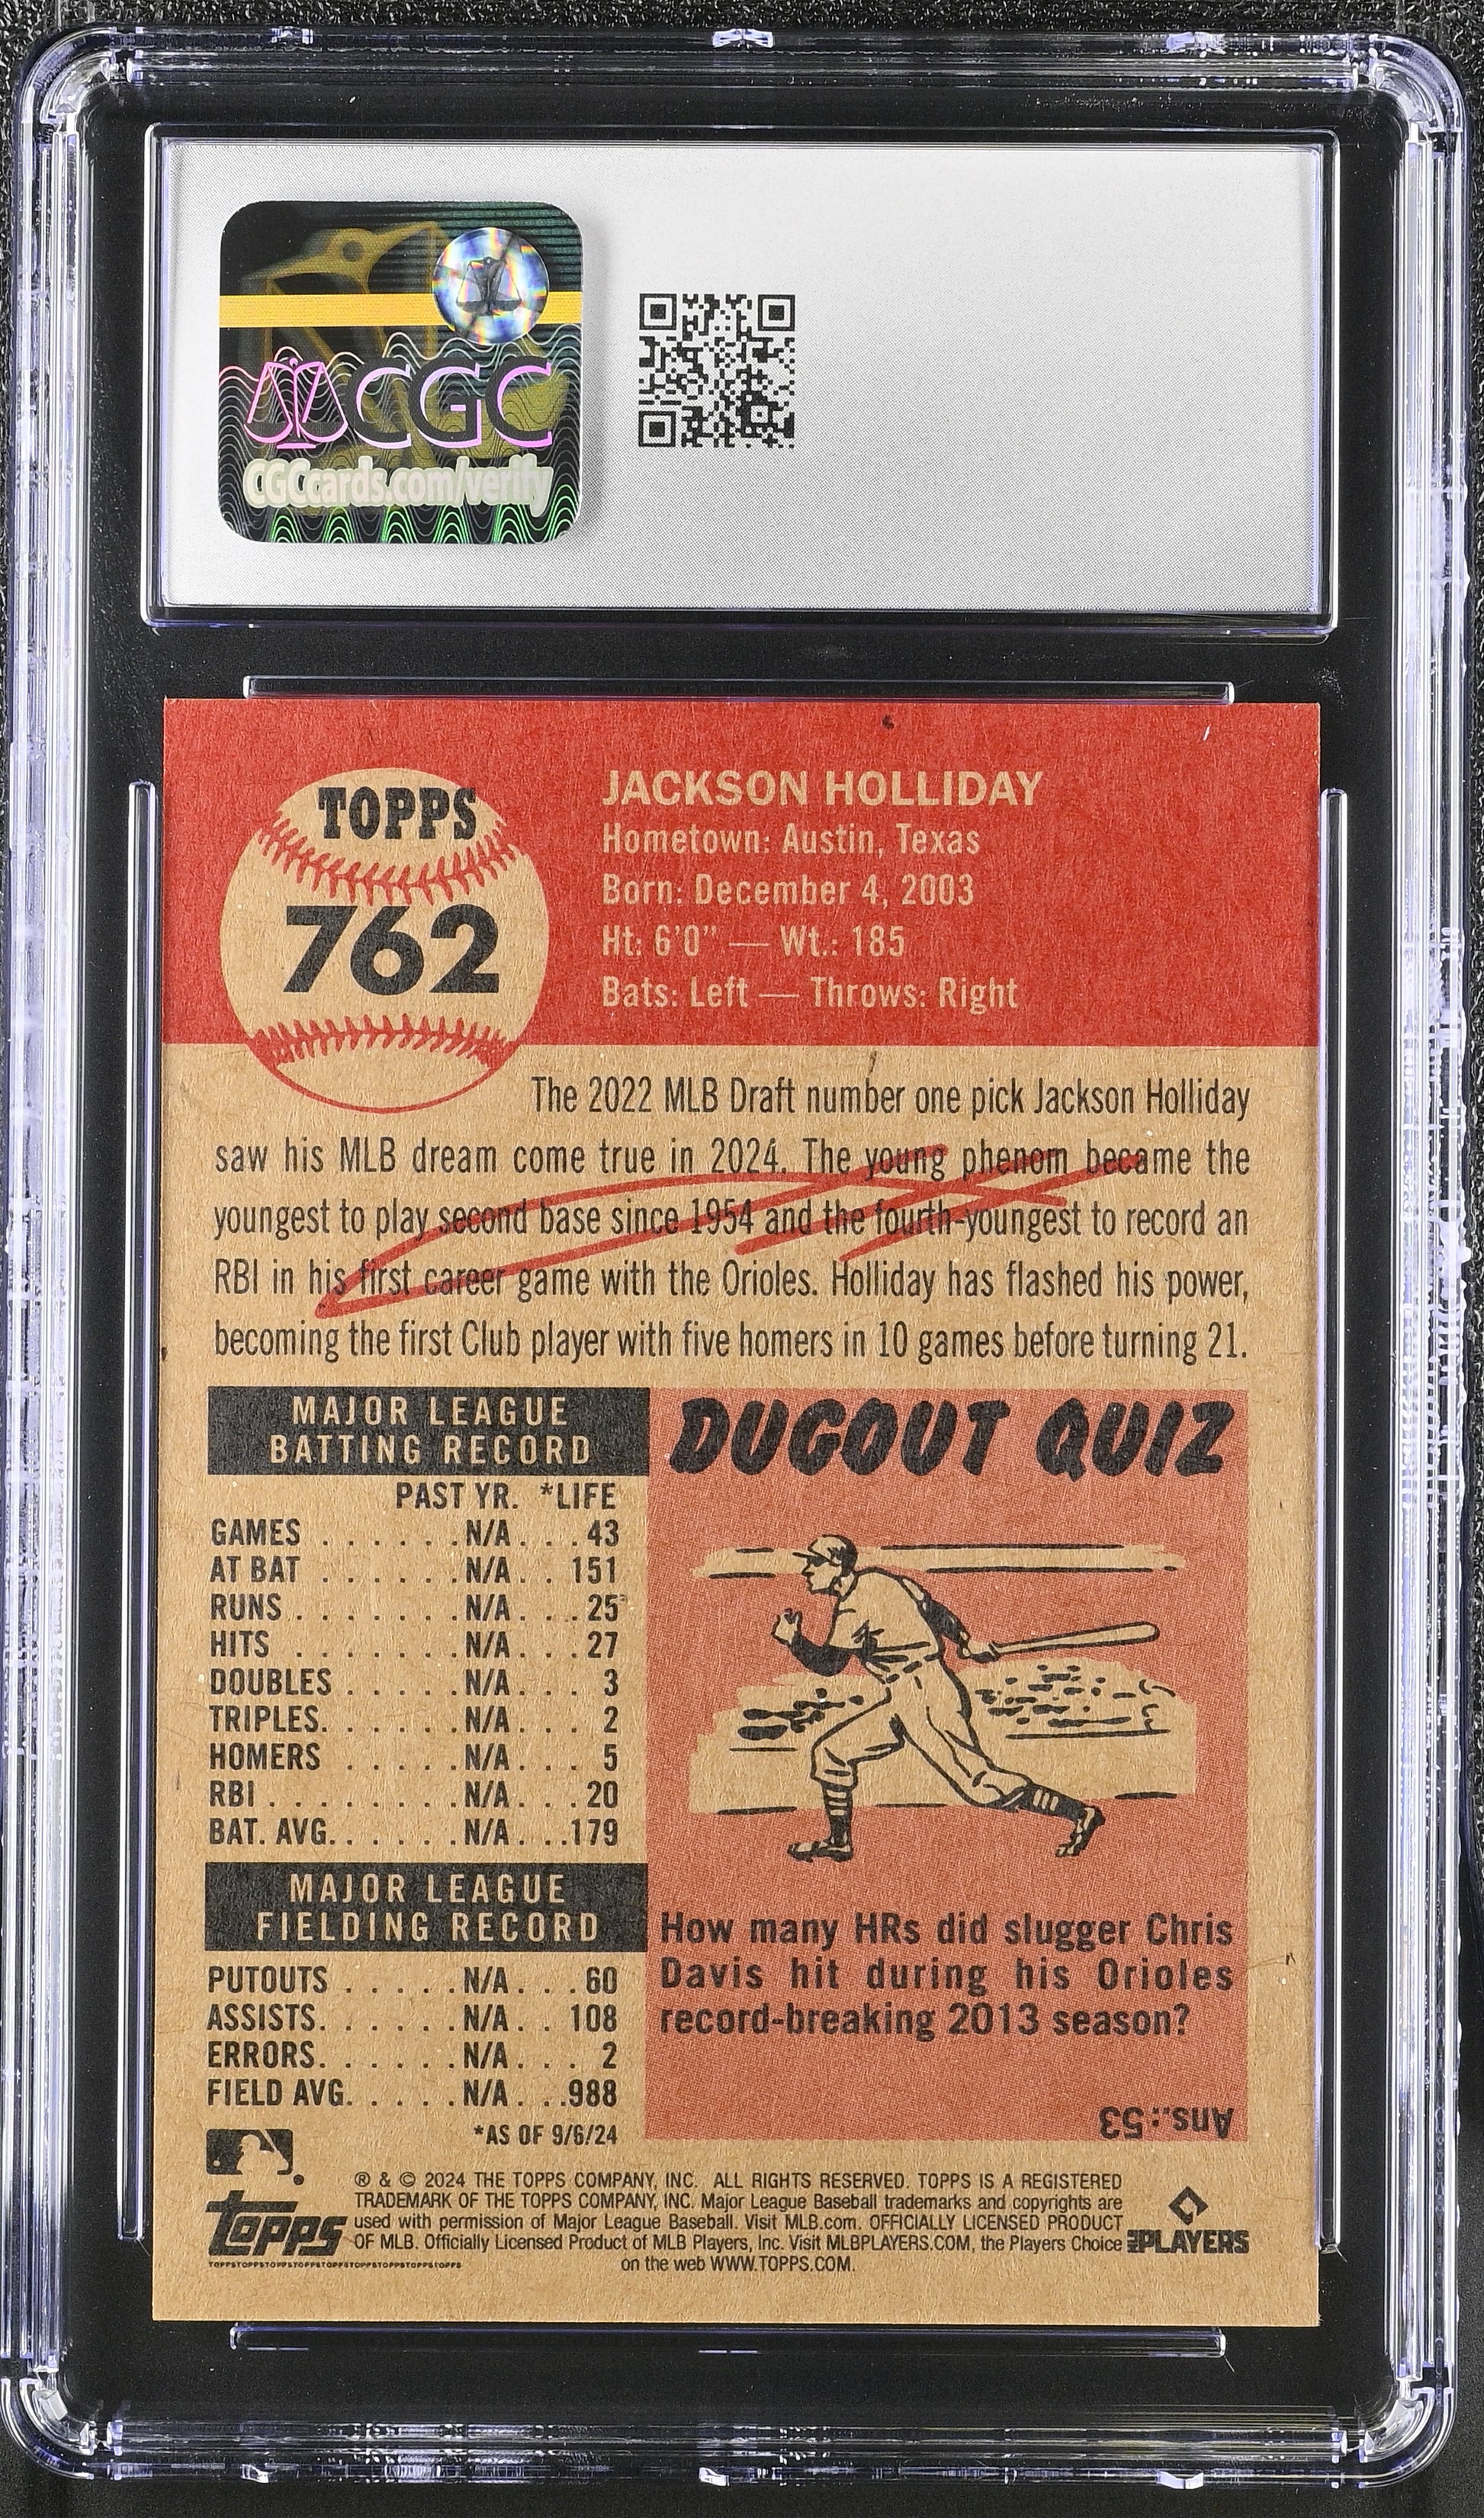 CGC
CGCcards.com/verify
TOPPS
762
JACKSON HOLLIDAY
Hometown: Austin, Texas
Born: December 4, 2003
Ht: 6'0" — Wt.: 185
Bats: Left — Throws: Right
The 2022 MLB Draft number one pick Jackson Holliday
saw his MLB dream come true in 2024. The young phenom became the
youngest to play second base since 1954 and the fourth-youngest to record an
RBI in his first career game with the Orioles. Holliday has flashed his power,
becoming the first Club player with five homers in 10 games before turning 21.
MAJOR LEAGUE
BATTING RECORD
PAST YR. *LIFE
GAMES . . . . . . .N/A. . . .43
AT BAT . . . . . . .N/A. . . 151
RUNS . . . . . . . .N/A. . . .25
HITS . . . . . . . .N/A. . . .27
DOUBLES . . . . . .N/A. . . . 3
TRIPLES. . . . . . .N/A. . . . 2
HOMERS . . . . . .N/A. . . . 5
RBI . . . . . . . . .N/A. . . .20
BAT. AVG. . . . . . .N/A. . . .179
MAJOR LEAGUE
FIELDING RECORD
PUTOUTS . . . . . .N/A. . . .60
ASSISTS. . . . . . .N/A. . . 108
ERRORS. . . . . . .N/A. . . . 2
FIELD AVG. . . . . .N/A. . . .988
*AS OF 9/6/24
DUGOUT QUIZ
How many HRs did slugger Chris
Davis hit during his Orioles
record-breaking 2013 season?
Ans.: 53
topps
TOPPSTOPPSTOPPSTOPPSTOPPSTOPPSTOPPSTOPPS
® & © 2024 THE TOPPS COMPANY, INC. ALL RIGHTS RESERVED. TOPPS IS A REGISTERED
TRADEMARK OF THE TOPPS COMPANY, INC. Major League Baseball trademarks and copyrights are
used with permission of Major League Baseball. Visit MLB.com. OFFICIALLY LICENSED PRODUCT
OF MLB. Officially Licensed Product of MLB Players, Inc. Visit MLBPLAYERS.COM, the Players Choice
on the web WWW.TOPPS.COM.
MLB PLAYERS